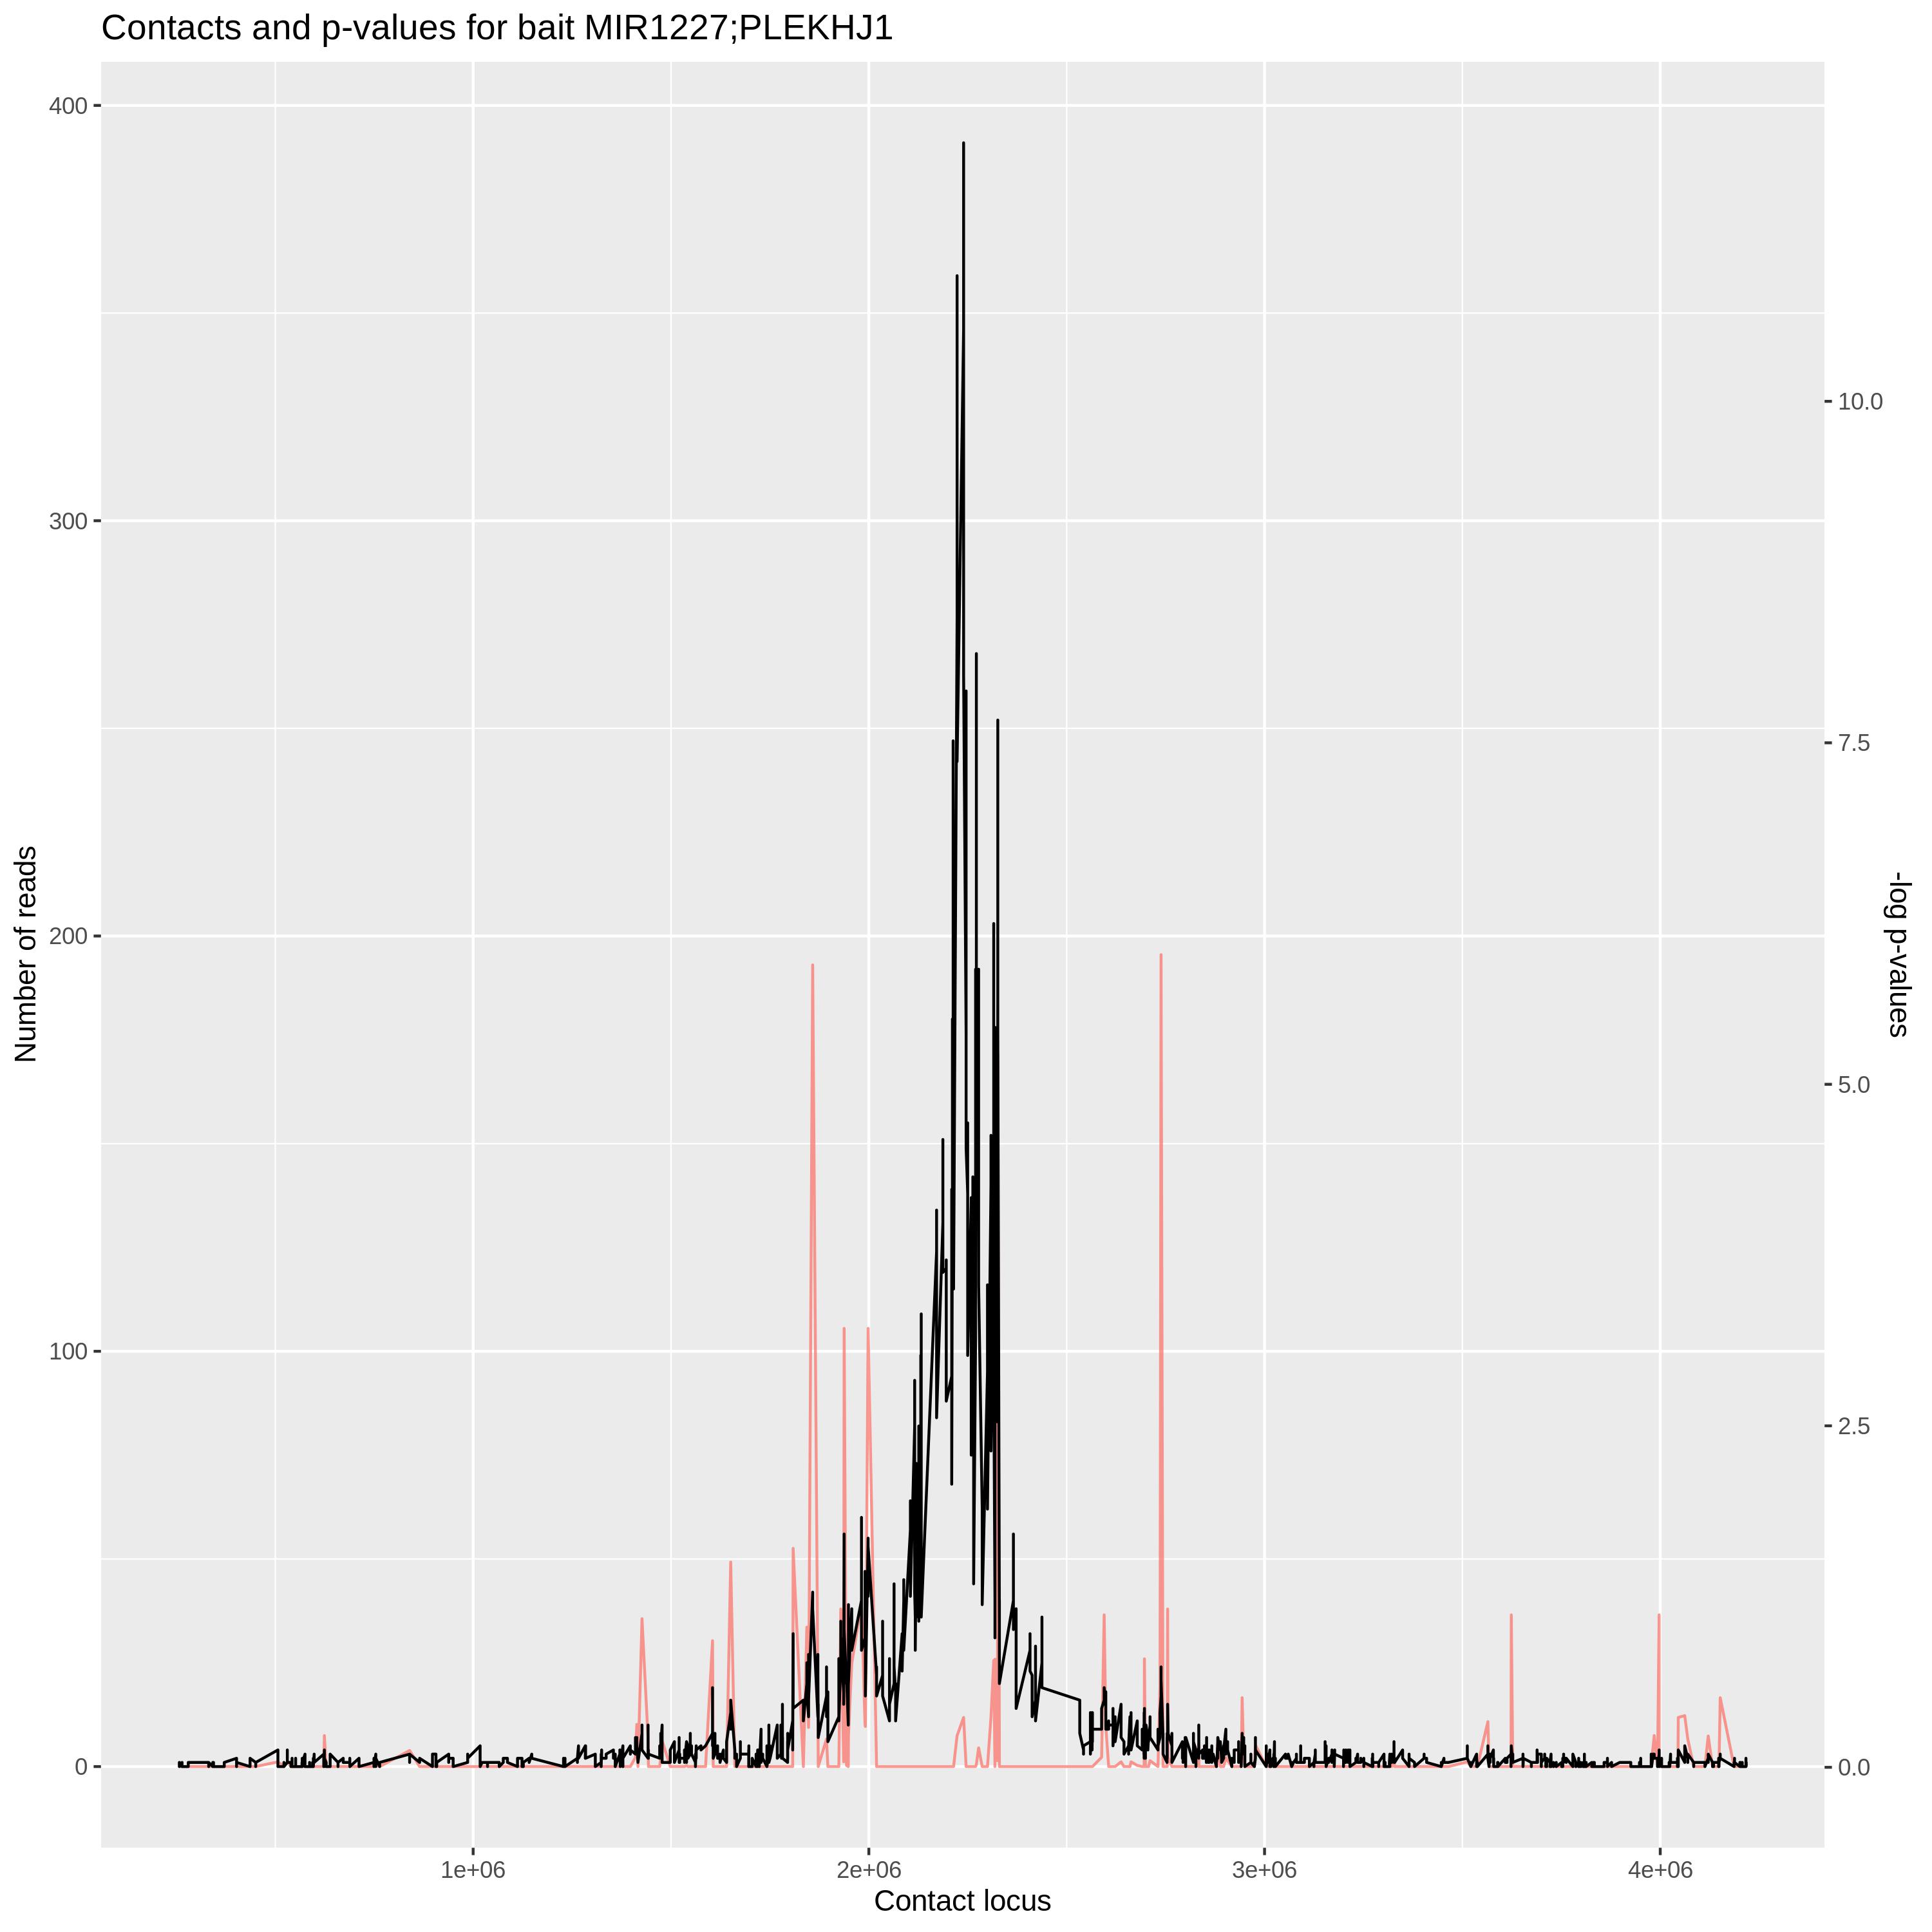 Contacts and p-values for bait MIR1227;PLEKHJ1
400
300
200
100
0
Number of reads
10.0
7.5
5.0
2.5
0.0
-log p-values
1e+06
2e+06
3e+06
4e+06
Contact locus